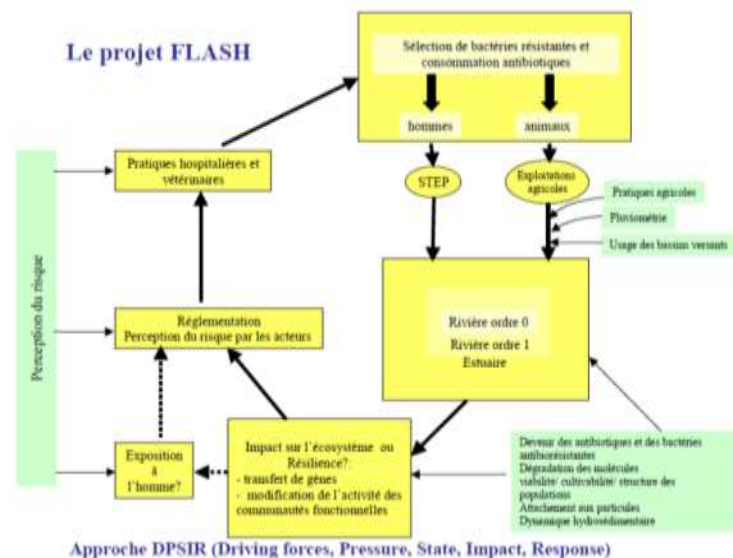 Le projet FLASH
Sélection de bactéries résistantes et
consommation antibiotiques
hommes
animaux
Pratiques hospitalières et
vétérinaires
STEP
Exploitations
agricoles
Pratiques agricoles
Pluviométrie
Usage des bassins versants
Perception du risque
Réglementation
Perception du risque par les acteurs
Rivière ordre 0
Rivière ordre 1
Estuaire
Exposition
à
l'homme?
Impact sur l'écosystème ou
Résilience?
- transfert de gènes
- modification de l'activité des
communautés fonctionnelles
Devenir des antibiotiques et des bactéries
antibiorésistantes
Dégradation des molécules
viabilité/ cultivabilité/ structure des
populations
Attachement aux particules
Dynamique hydrosédimentaire
Approche DPSIR (Driving forces, Pressure, State, Impact, Response)